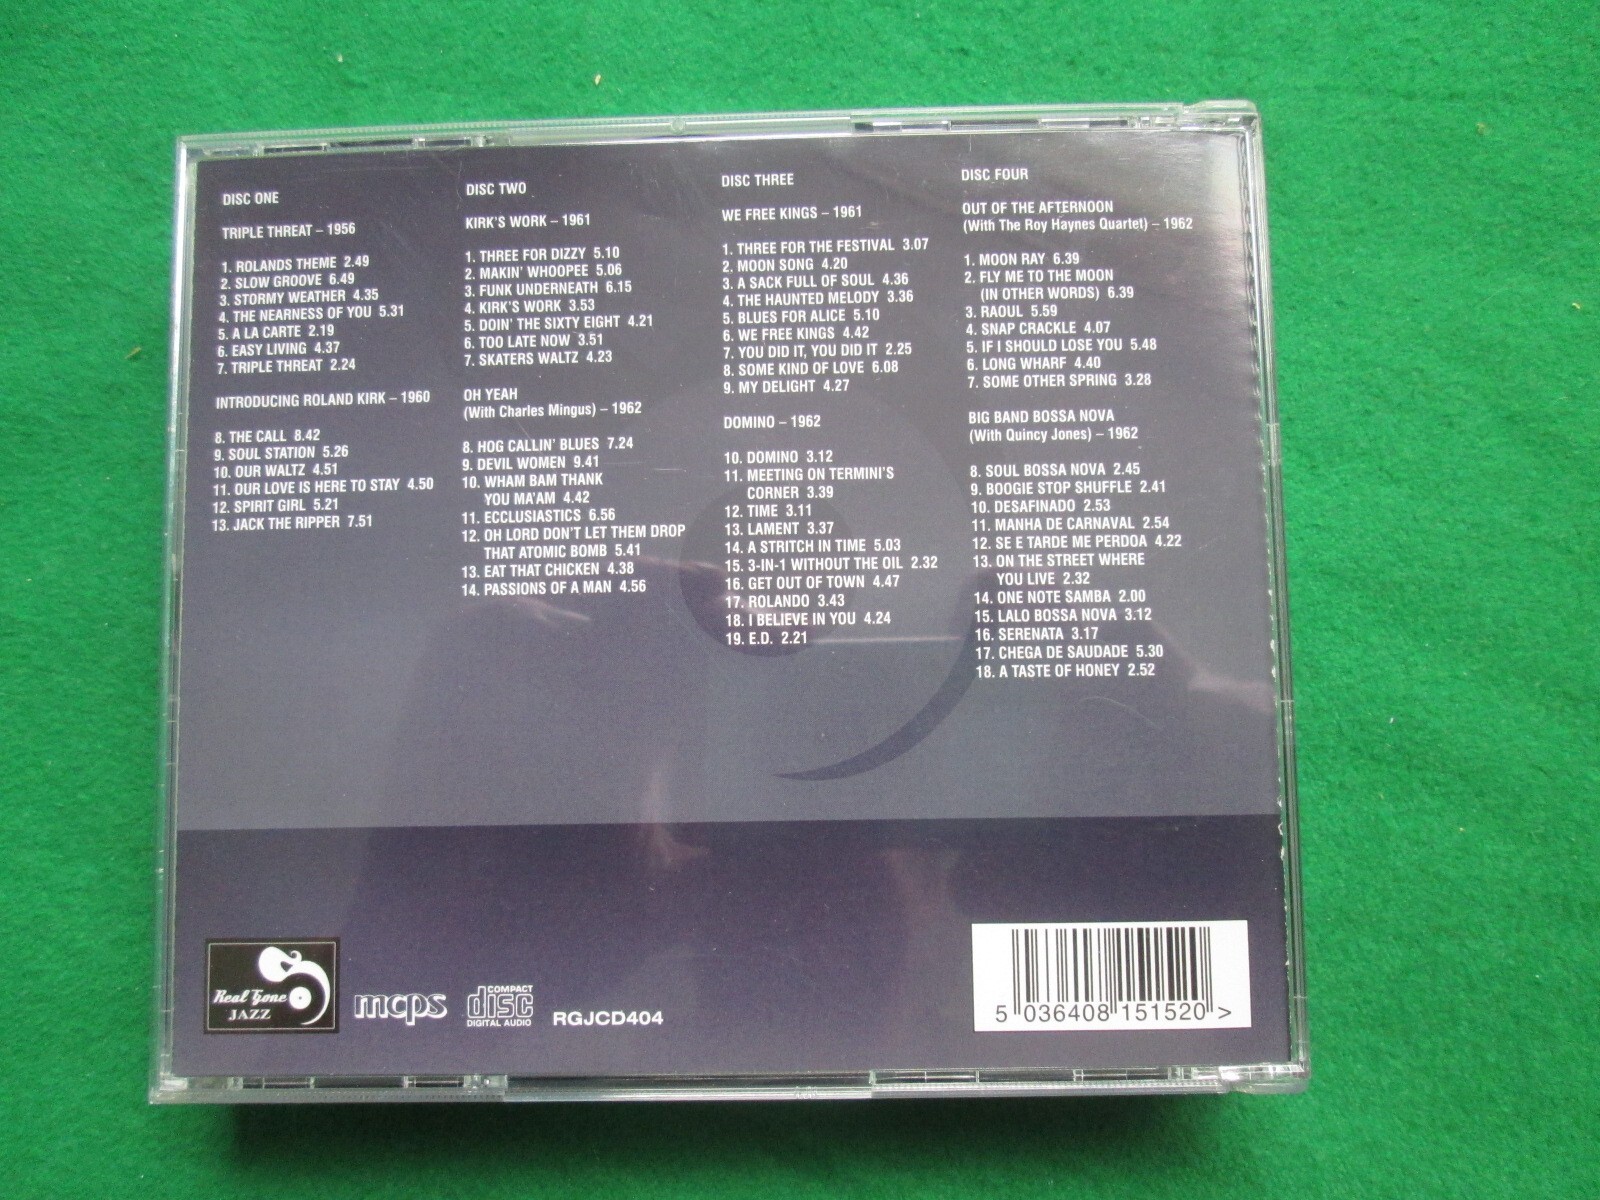 DISC ONE
TRIPLE THREAT – 1956
1. ROLANDS THEME 2.49
2. SLOW GROOVE 6.49
3. STORMY WEATHER 4.35
4. THE NEARNESS OF YOU 5.31
5. A LA CARTE 2.19
6. EASY LIVING 4.37
7. TRIPLE THREAT 2.24
INTRODUCING ROLAND KIRK – 1960
8. THE CALL 8.42
9. SOUL STATION 5.26
10. OUR WALTZ 4.51
11. OUR LOVE IS HERE TO STAY 4.50
12. SPIRIT GIRL 5.21
13. JACK THE RIPPER 7.51
DISC TWO
KIRK'S WORK – 1961
1. THREE FOR DIZZY 5.10
2. MAKIN' WHOOPEE 5.06
3. FUNK UNDERNEATH 6.15
4. KIRK'S WORK 3.53
5. DOIN' THE SIXTY EIGHT 4.21
6. TOO LATE NOW 3.51
7. SKATERS WALTZ 4.23
OH YEAH
(With Charles Mingus) – 1962
8. HOG CALLIN' BLUES 7.24
9. DEVIL WOMEN 9.41
10. WHAM BAM THANK
YOU MA'AM 4.42
11. ECCLUSIASTICS 6.56
12. OH LORD DON'T LET THEM DROP
THAT ATOMIC BOMB 5.41
13. EAT THAT CHICKEN 4.38
14. PASSIONS OF A MAN 4.56
DISC THREE
WE FREE KINGS – 1961
1. THREE FOR THE FESTIVAL 3.07
2. MOON SONG 4.20
3. A SACK FULL OF SOUL 4.36
4. THE HAUNTED MELODY 3.36
5. BLUES FOR ALICE 5.10
6. WE FREE KINGS 4.42
7. YOU DID IT, YOU DID IT 2.25
8. SOME KIND OF LOVE 6.08
9. MY DELIGHT 4.27
DOMINO – 1962
10. DOMINO 3.12
11. MEETING ON TERMINI'S
CORNER 3.39
12. TIME 3.11
13. LAMENT 3.37
14. A STRITCH IN TIME 5.03
15. 3-IN-1 WITHOUT THE OIL 2.32
16. GET OUT OF TOWN 4.47
17. ROLANDO 3.43
18. I BELIEVE IN YOU 4.24
19. E.D. 2.21
DISC FOUR
OUT OF THE AFTERNOON
(With The Roy Haynes Quartet) – 1962
1. MOON RAY 6.39
2. FLY ME TO THE MOON
(IN OTHER WORDS) 6.39
3. RAOUL 5.59
4. SNAP CRACKLE 4.07
5. IF I SHOULD LOSE YOU 5.48
6. LONG WHARF 4.40
7. SOME OTHER SPRING 3.28
BIG BAND BOSSA NOVA
(With Quincy Jones) – 1962
8. SOUL BOSSA NOVA 2.45
9. BOOGIE STOP SHUFFLE 2.41
10. DESAFINADO 2.53
11. MANHA DE CARNAVAL 2.54
12. SE E TARDE ME PERDOA 4.22
13. ON THE STREET WHERE
YOU LIVE 2.32
14. ONE NOTE SAMBA 2.00
15. LALO BOSSA NOVA 3.12
16. SERENATA 3.17
17. CHEGA DE SAUDADE 5.30
18. A TASTE OF HONEY 2.52
Real Gone
JAZZ
mcps
COMPACT
disc
DIGITAL AUDIO
RGJCD404
5 036408 151520 >